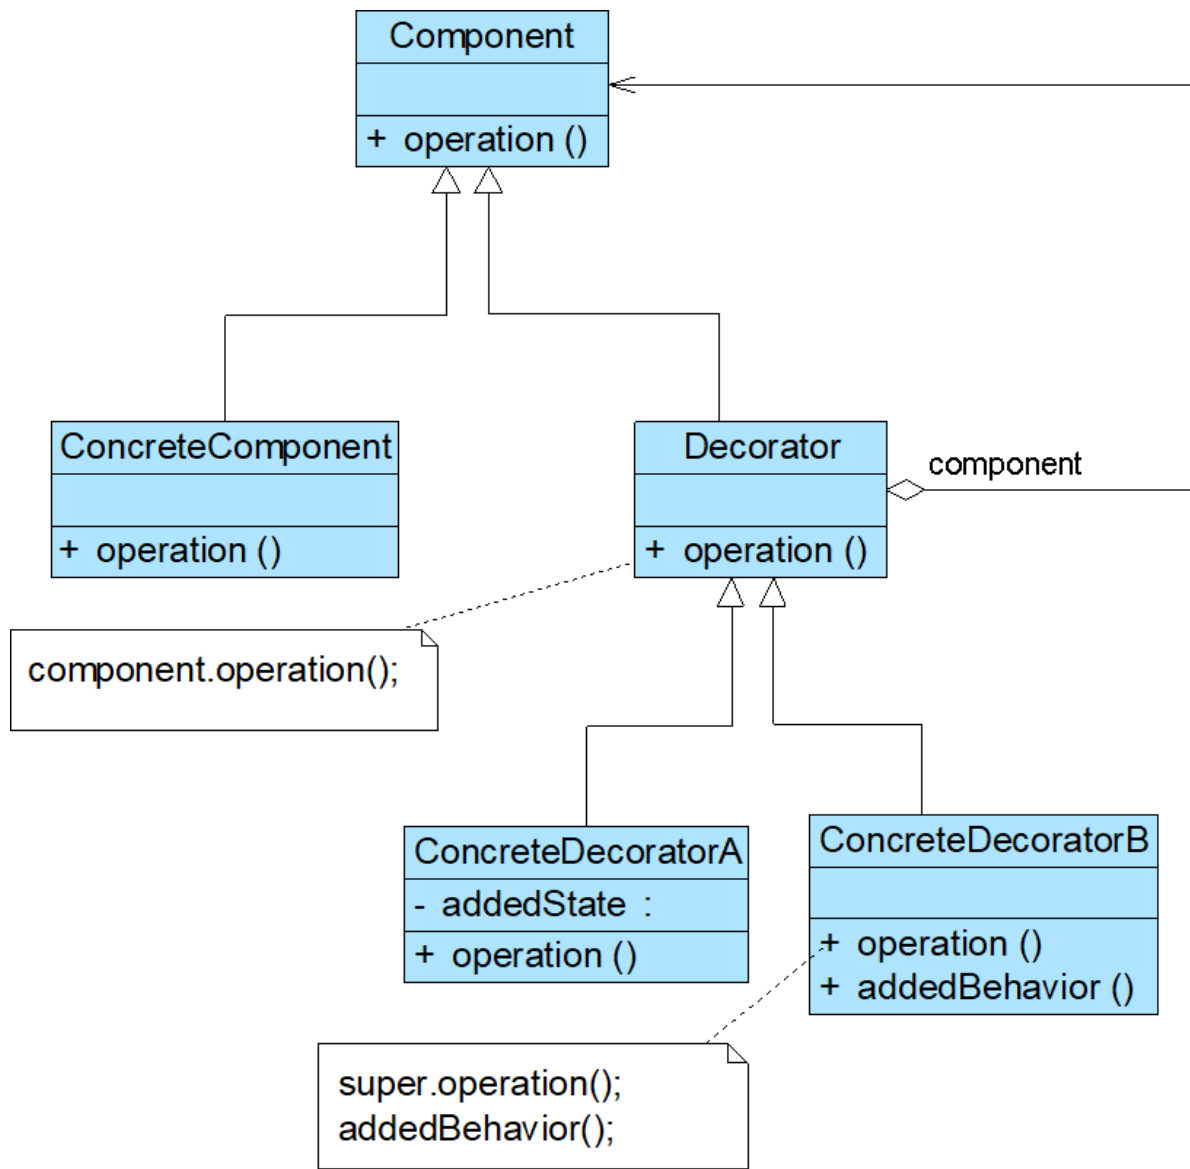 Component
+ operation ()
ConcreteComponent
+ operation ()
Decorator
+ operation ()
component
component.operation();
ConcreteDecoratorA
- addedState :
+ operation ()
ConcreteDecoratorB
+ operation ()
+ addedBehavior ()
super.operation();
addedBehavior();